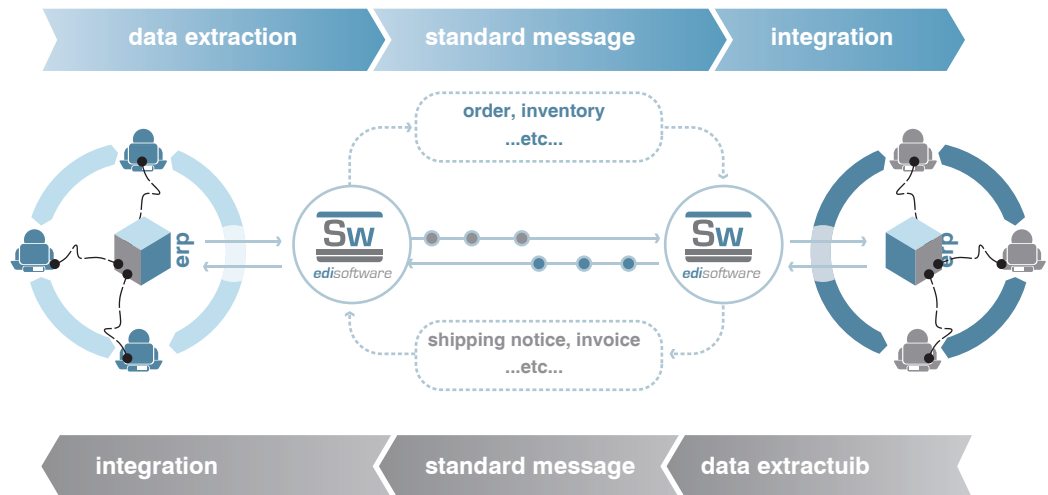 data extraction
standard message
integration
order, inventory
...etc...
erp
Sw
edisoftware
Sw
edisoftware
erp
shipping notice, invoice
...etc...
integration
standard message
data extractuib